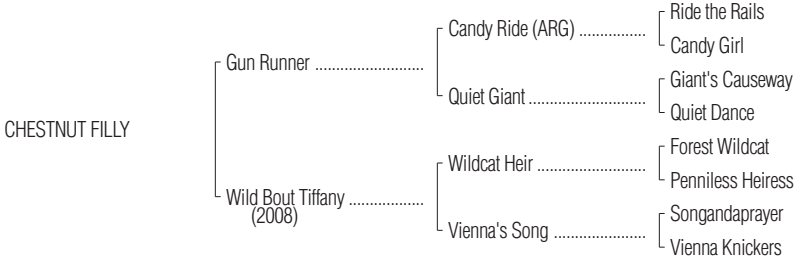 Ride the Rails
Candy Ride (ARG) ................
Candy Girl
Gun Runner ..........................
Giant's Causeway
Quiet Giant ............................
Quiet Dance
CHESTNUT FILLY
Forest Wildcat
Wildcat Heir ..........................
Penniless Heiress
Wild Bout Tiffany ..................
(2008)
Songandaprayer
Vienna's Song ......................
Vienna Knickers